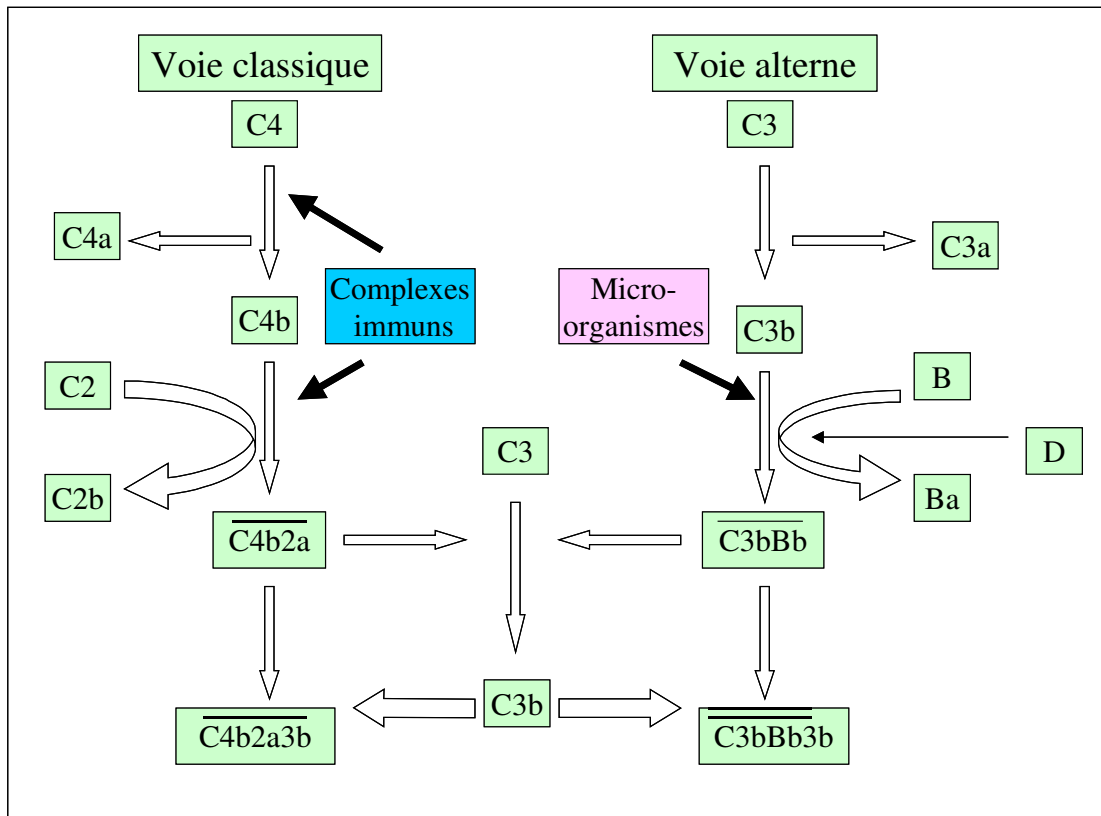 Voie classique
Voie alterne
C4
C3
C4a
C3a
Complexes
immuns
Micro-
organismes
C4b
C3b
C2
B
C3
D
C2b
Ba
C4b2a
C3bBb
C3b
C4b2a3b
C3bBb3b